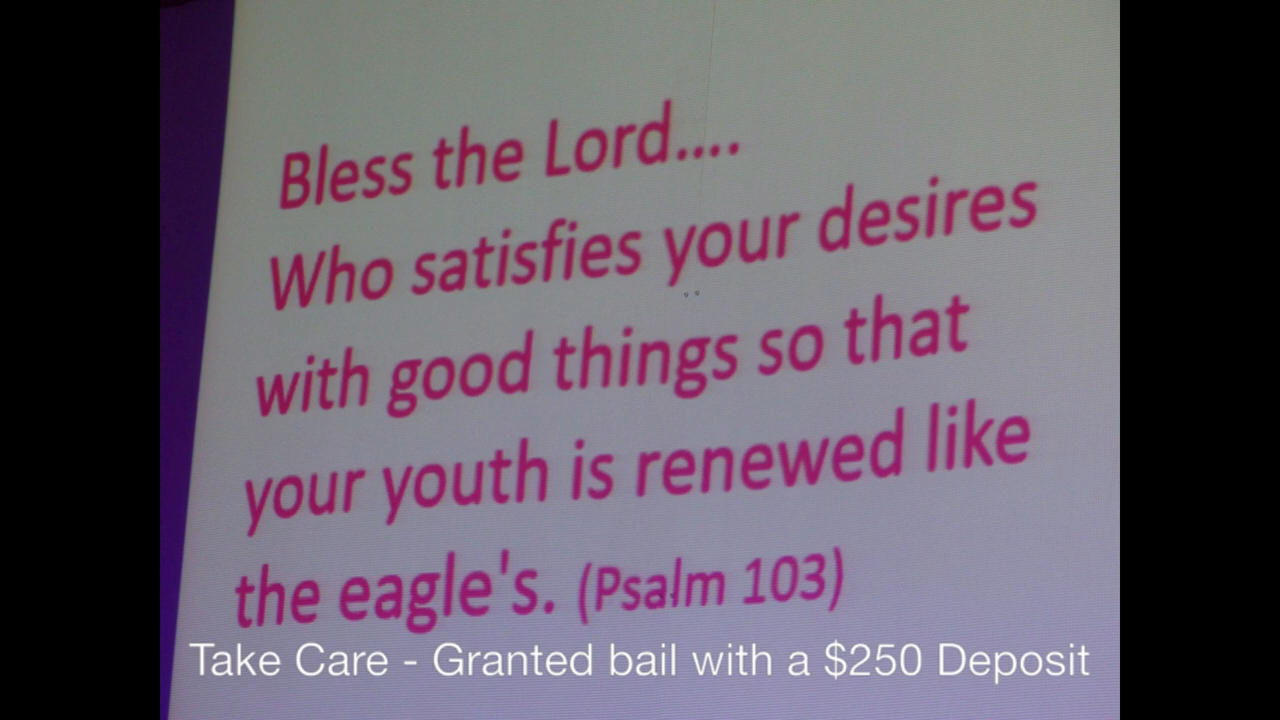 Bless the Lord....
Who satisfies your desires
with good things so that
your youth is renewed like
the eagle's. (Psalm 103)
Take Care - Granted bail with a $250 Deposit